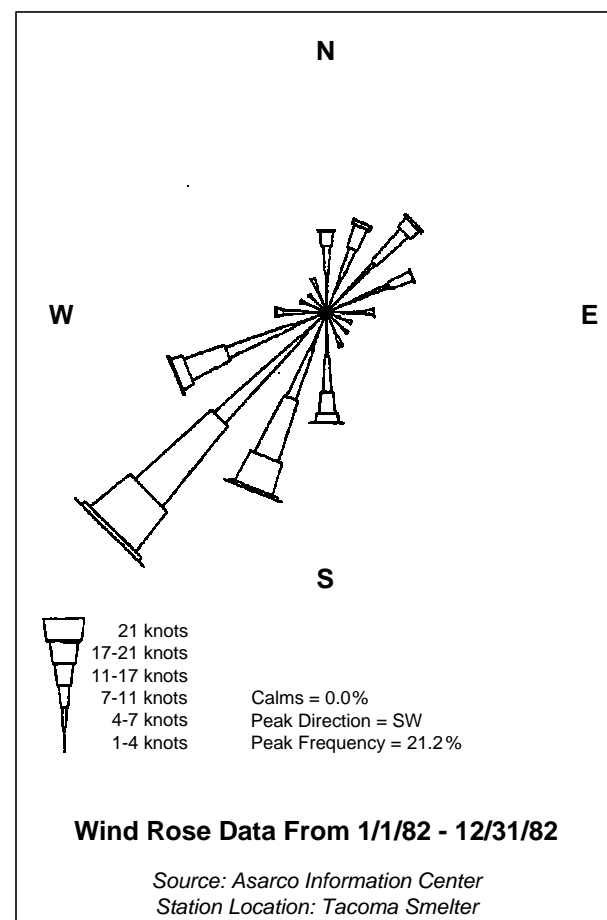 N
W
E
S
21 knots
17-21 knots
11-17 knots
7-11 knots
4-7 knots
1-4 knots
Calms = 0.0%
Peak Direction = SW
Peak Frequency = 21.2%
Wind Rose Data From 1/1/82 - 12/31/82
Source: Asarco Information Center
Station Location: Tacoma Smelter